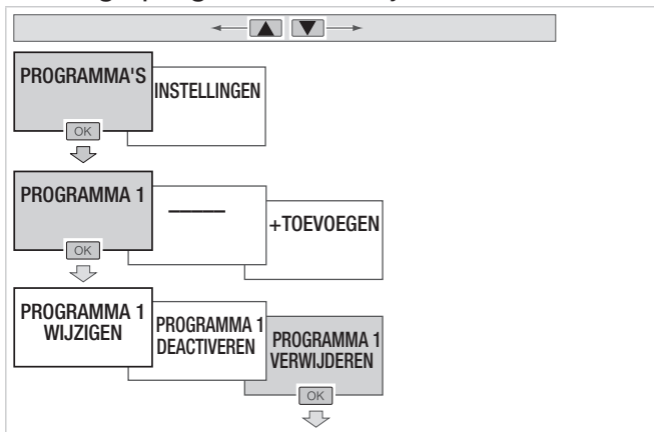 PROGRAMMA'S
INSTELLINGEN
OK
PROGRAMMA 1
+TOEVOEGEN
OK
PROGRAMMA 1
WIJZIGEN
PROGRAMMA 1
DEACTIVEREN
PROGRAMMA 1
VERWIJDEREN
OK